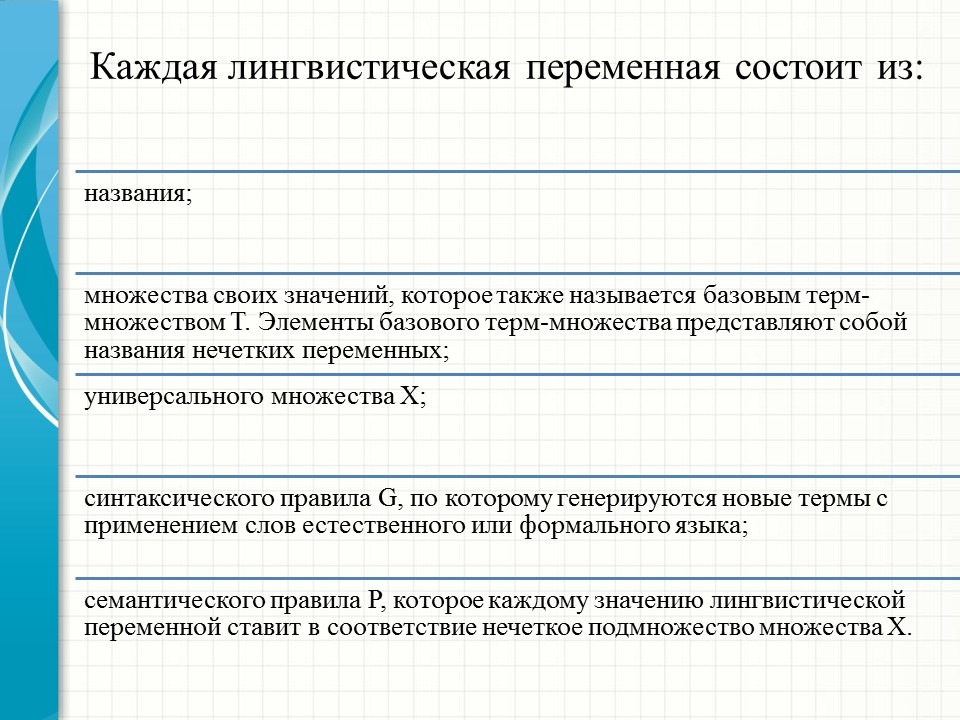 Каждая лингвистическая переменная состоит из:
названия;
множества своих значений, которое также называется базовым терм-
множеством T. Элементы базового терм-множества представляют собой
названия нечетких переменных;
универсального множества X;
синтаксического правила G, по которому генерируются новые термы с
применением слов естественного или формального языка;
семантического правила P, которое каждому значению лингвистической
переменной ставит в соответствие нечеткое подмножество множества X.